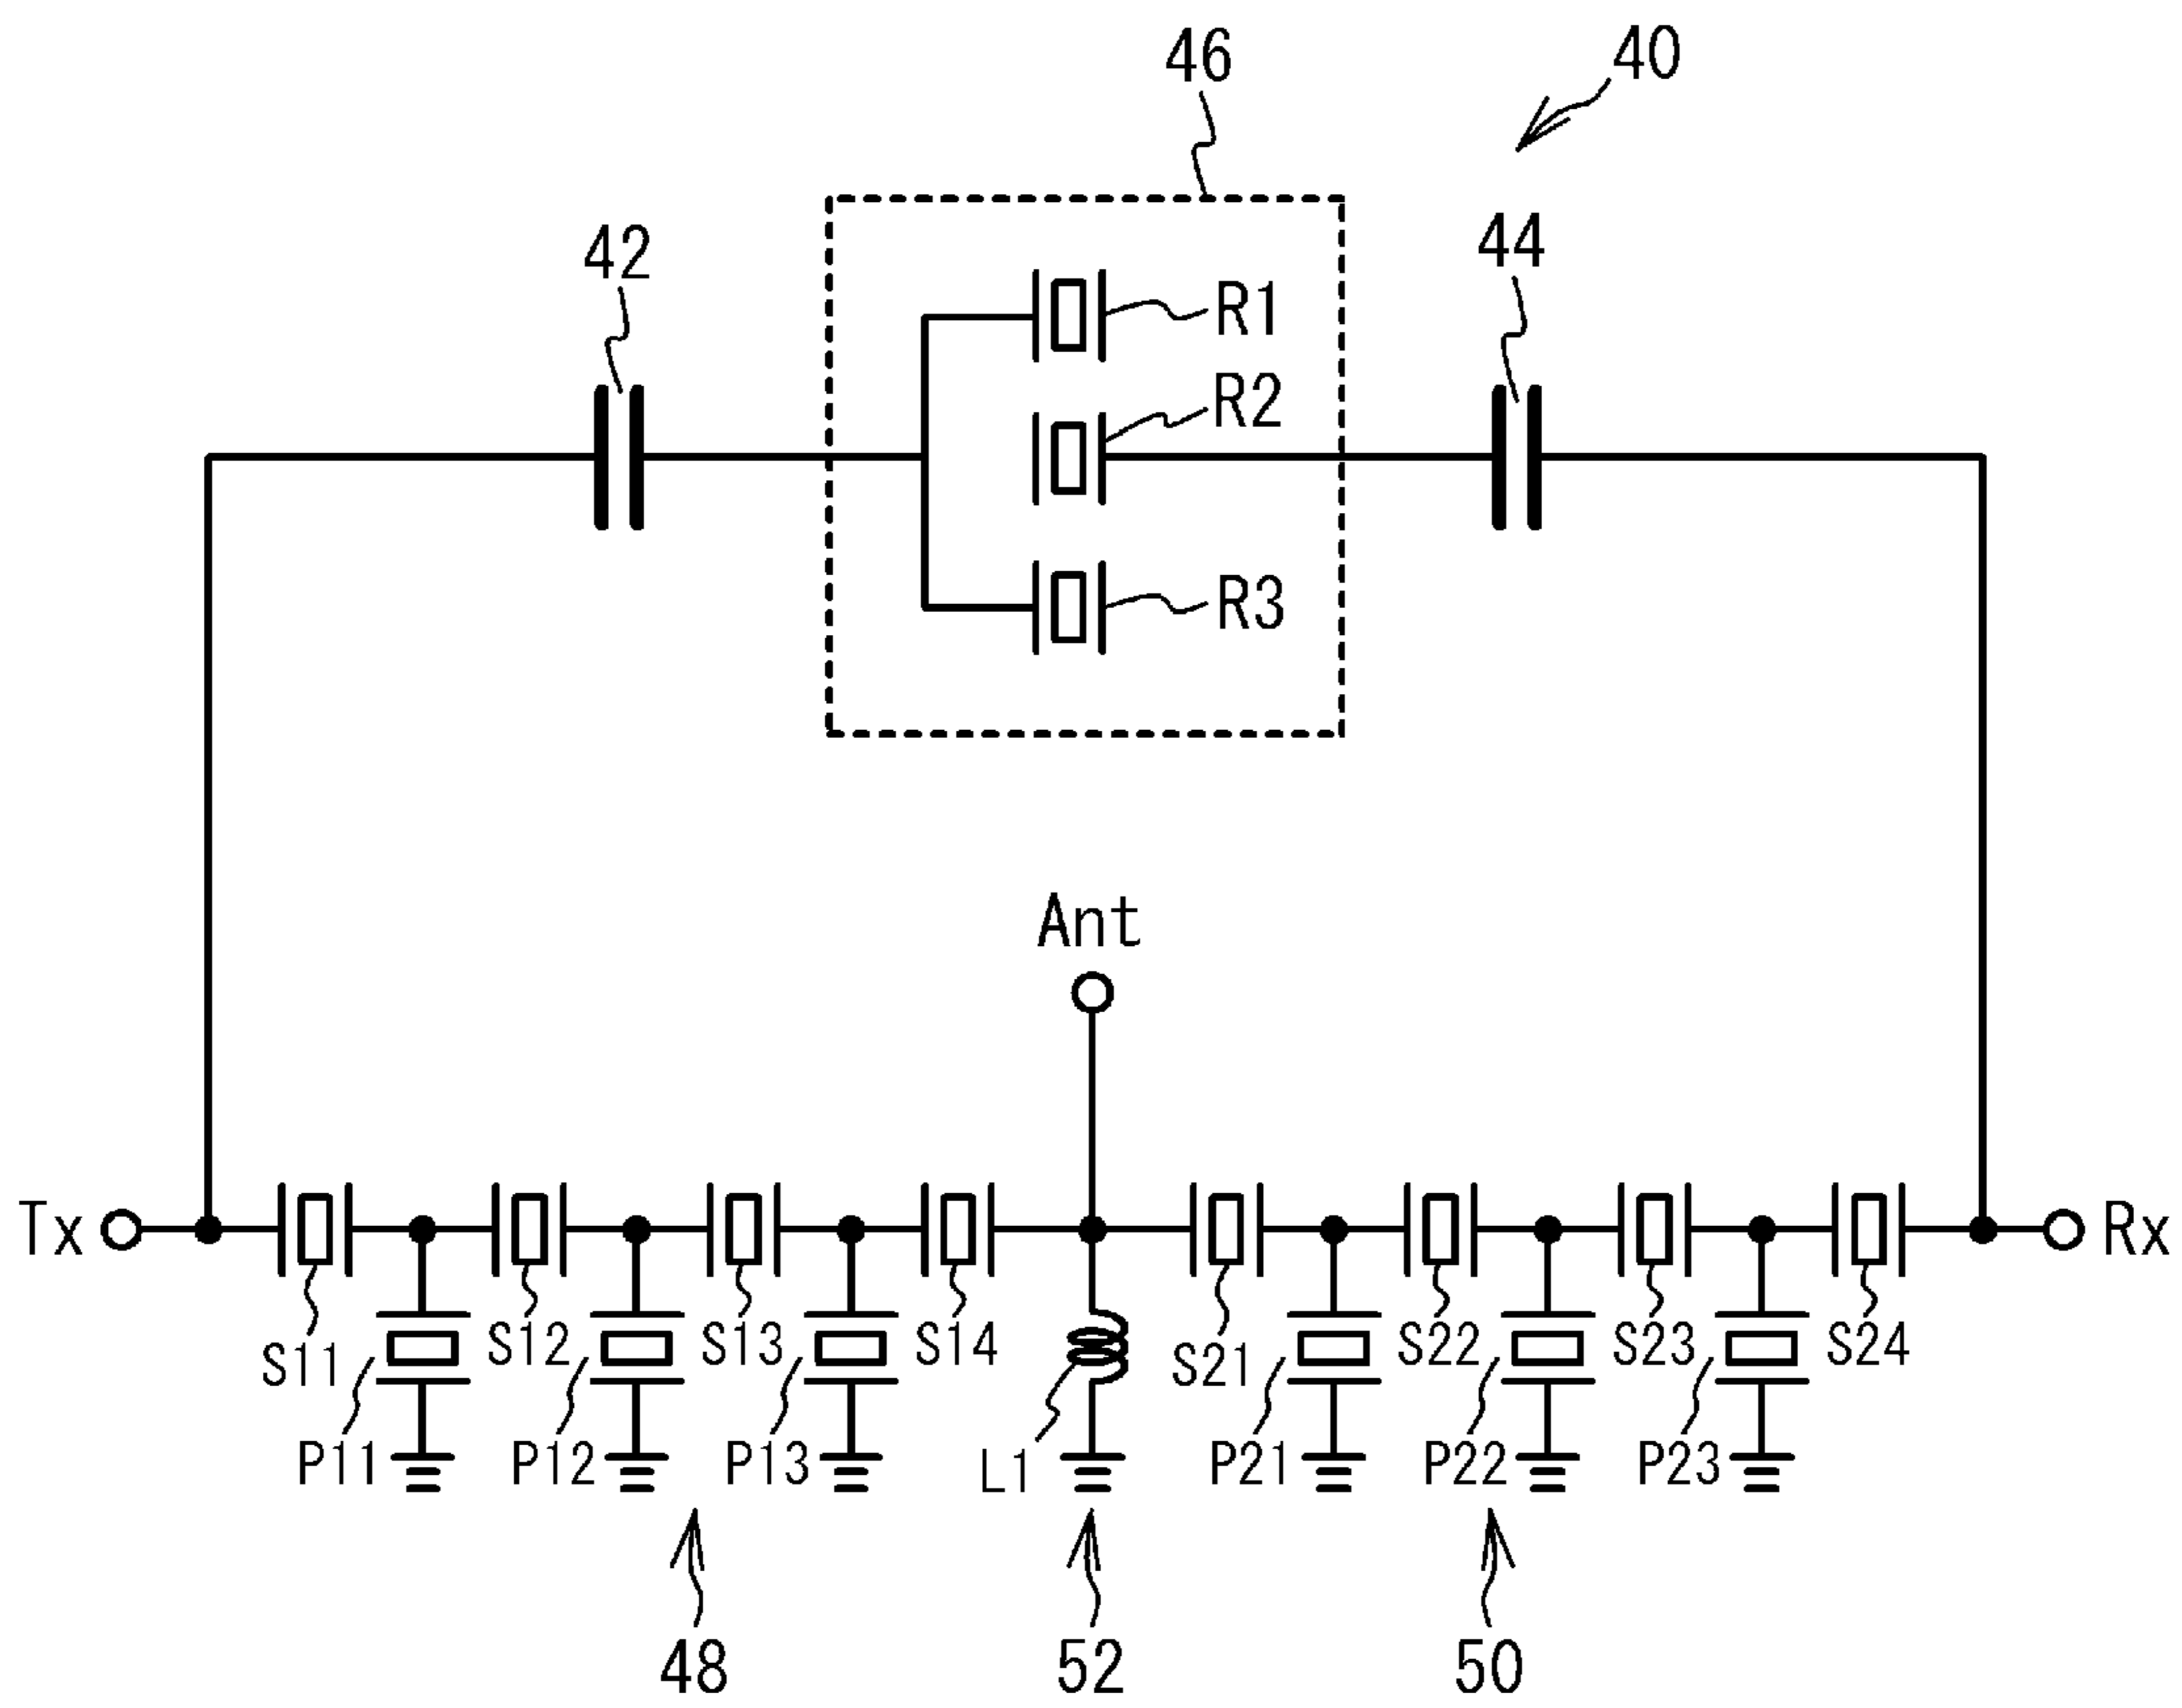 46
40
42
44
R1
R2
R3
Ant
Tx
Rx
S11
S12
S13
S14
S21
S22
S23
S24
P11
P12
P13
L1
P21
P22
P23
48
52
50